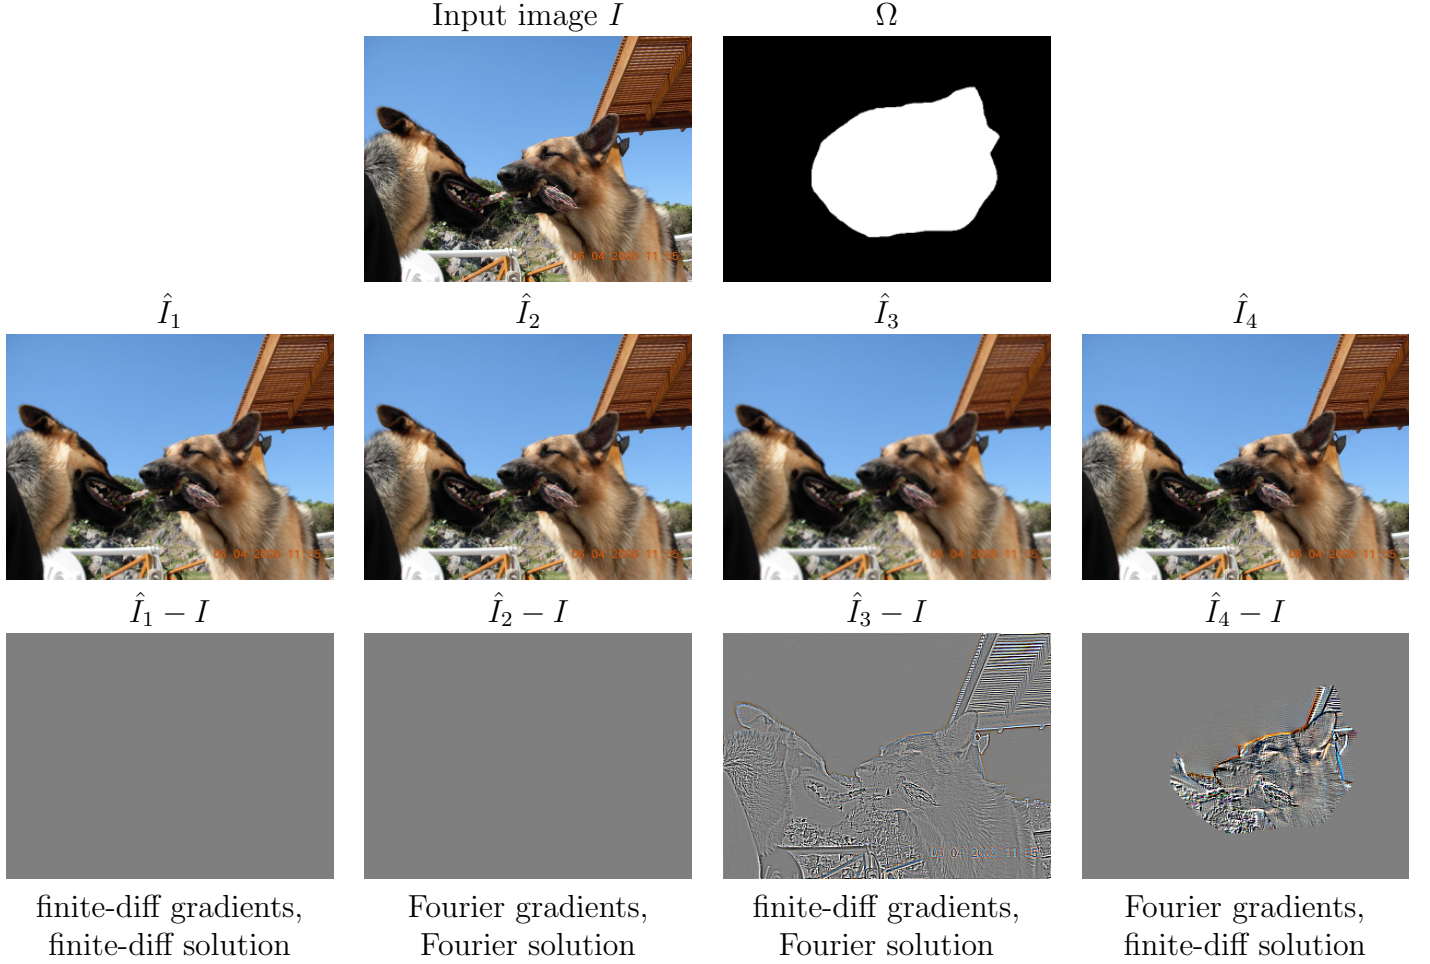 Input image I
Ω
Î₁
Î₂
Î₃
Î₄
Î₁ − I
Î₂ − I
Î₃ − I
Î₄ − I
finite-diff gradients,
finite-diff solution
Fourier gradients,
Fourier solution
finite-diff gradients,
Fourier solution
Fourier gradients,
finite-diff solution